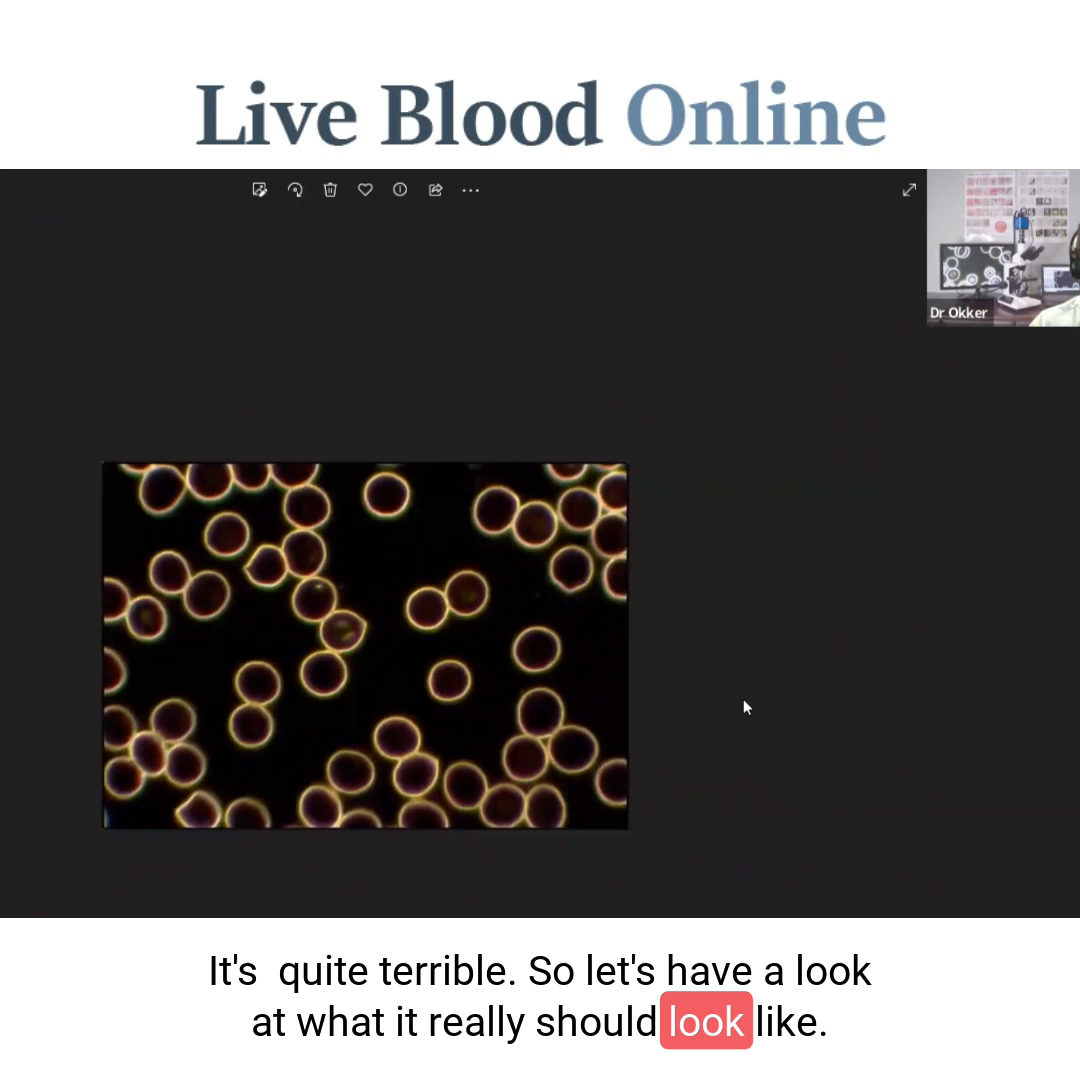 Live Blood Online
Dr Okker
It's  quite terrible. So let's have a look
at what it really should look like.